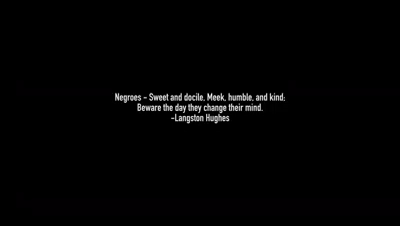 Negroes - Sweet and docile, Meek, humble, and kind:
Beware the day they change their mind.
-Langston Hughes